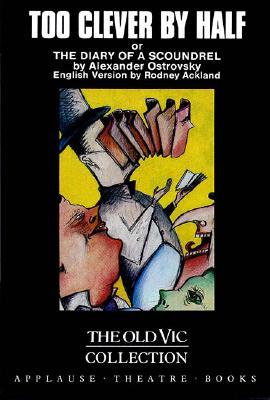 TOO CLEVER BY HALF
or
THE DIARY OF A SCOUNDREL
by Alexander Ostrovsky
English Version by Rodney Ackland
THE OLD VIC
COLLECTION
APPLAUSE · THEATRE · BOOKS